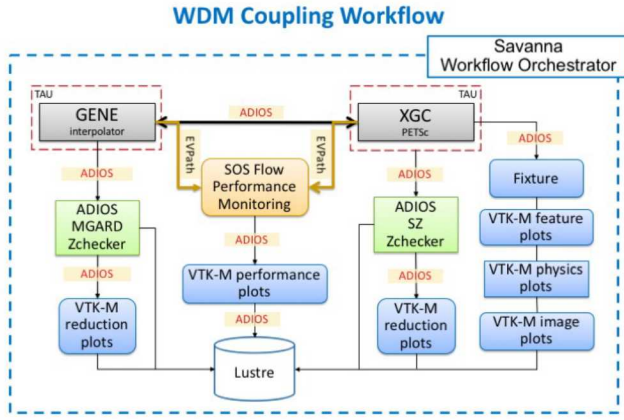 WDM Coupling Workflow
Savanna
Workflow Orchestrator
TAU
GENE
interpolator
ADIOS
TAU
XGC
PETSc
EVPath
EVPath
ADIOS
ADIOS
ADIOS
SOS Flow
Performance
Monitoring
Fixture
ADIOS
MGARD
Zchecker
ADIOS
SZ
Zchecker
VTK-M feature
plots
ADIOS
ADIOS
ADIOS
VTK-M performance
plots
VTK-M physics
plots
VTK-M
reduction
plots
ADIOS
VTK-M
reduction
plots
VTK-M image
plots
Lustre